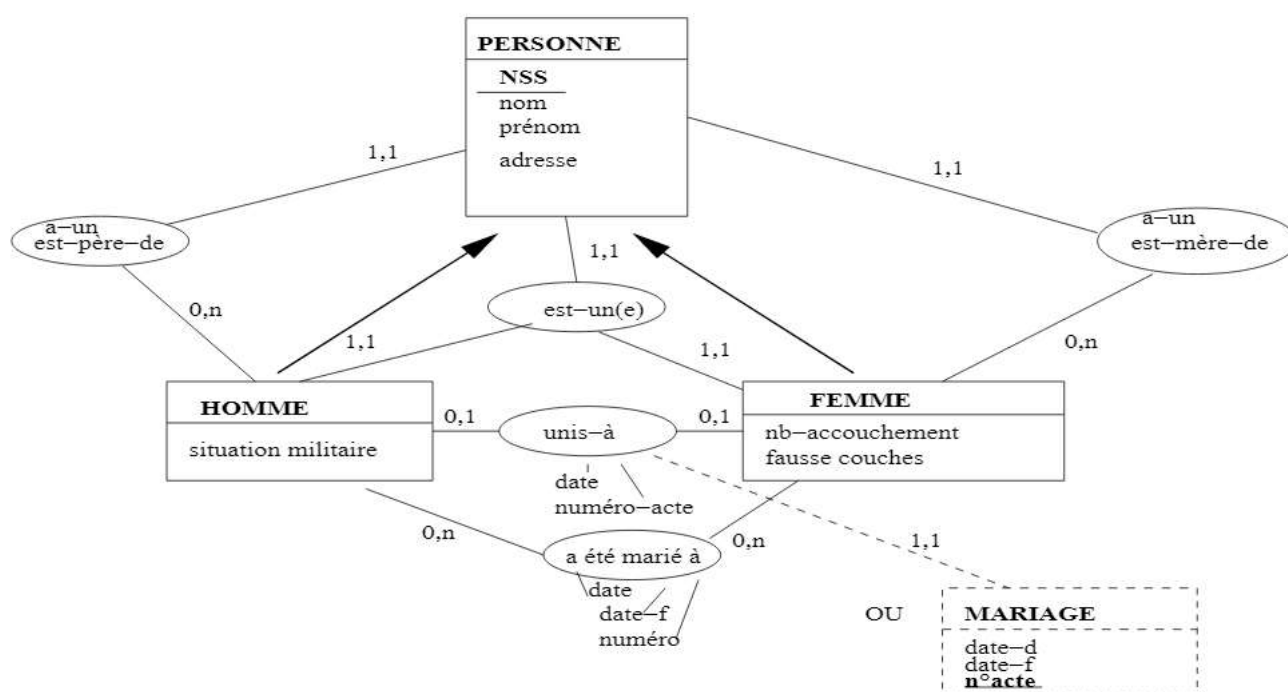 PERSONNE
NSS
nom
prénom
adresse
1,1
1,1
a-un
est-père-de
a-un
est-mère-de
1,1
0,n
est-un(e)
0,n
1,1
1,1
HOMME
situation militaire
0,1
unis-à
0,1
FEMME
nb-accouchement
fausse couches
date
numéro-acte
0,n
a été marié à
0,n
1,1
date
date-f
numéro
OU
MARIAGE
date-d
date-f
n°acte